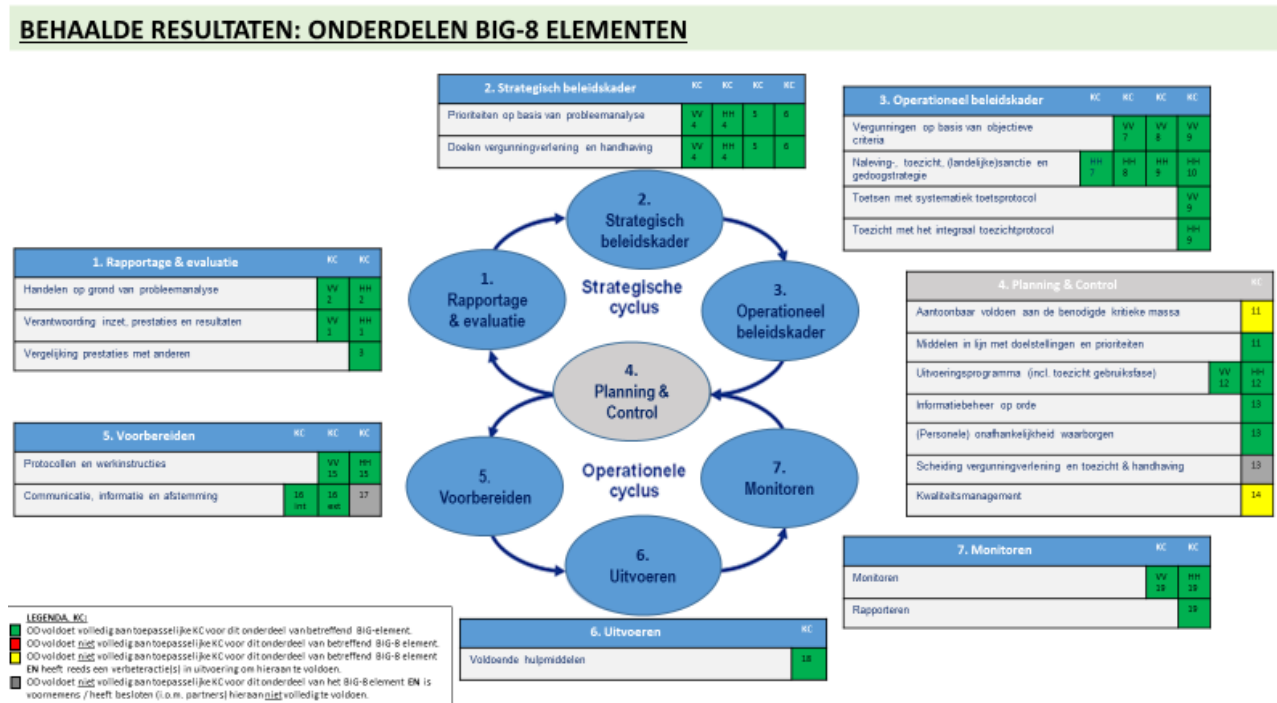 BEHAALDE RESULTATEN: ONDERDELEN BIG-8 ELEMENTEN
2. Strategisch beleidskader KC KC KC KC
Prioriteiten op basis van probleemanalyse VV 4 HH 4 5 6
Doelen vergunningverlening en handhaving VV 4 HH 4 5 6
3. Operationeel beleidskader KC KC KC KC
Vergunningen op basis van objectieve
criteria VV 7 VV 8 VV 9
Naleving-, toezicht, (landelijke)sanctie en
gedoogstrategie HH 7 HH 8 HH 9 HH 10
Toetsen met systematiek toetsprotocol VV 9
Toezicht met het integraal toezichtprotocol HH 9
1. Rapportage & evaluatie KC KC
Handelen op grond van probleemanalyse VV 2 HH 2
Verantwoording inzet, prestaties en resultaten VV 1 HH 1
Vergelijking prestaties met anderen 3
2.
Strategisch
beleidskader
1.
Rapportage
& evaluatie
Strategische
cyclus
3.
Operationeel
beleidskader
4.
Planning &
Control
5.
Voorbereiden
Operationele
cyclus
7.
Monitoren
6.
Uitvoeren
4. Planning & Control KC
Aantoonbaar voldoen aan de benodigde kritieke massa 11
Middelen in lijn met doelstellingen en prioriteiten 11
Uitvoeringsprogramma (incl. toezicht gebruiksfase) VV 12 HH 12
Informatiebeheer op orde 13
(Personele) onafhankelijkheid waarborgen 13
Scheiding vergunningverlening en toezicht & handhaving 13
Kwaliteitsmanagement 14
5. Voorbereiden KC KC KC
Protocollen en werkinstructies VV 15 HH 15
Communicatie, informatie en afstemming 16 int 16 ext 17
7. Monitoren KC KC
Monitoren VV 19 HH 19
Rapporteren 19
6. Uitvoeren KC
Voldoende hulpmiddelen 18
LEGENDA, KC:
OD voldoet volledig aan toepasselijke KC voor dit onderdeel van betreffend BIG-element.
OD voldoet niet volledig aan toepasselijke KC voor dit onderdeel van betreffend BIG-8 element.
OD voldoet niet volledig aan toepasselijke KC voor dit onderdeel van betreffend BIG-8 element
EN heeft reeds een verbeteractie(s) in uitvoering om hieraan te voldoen.
OD voldoet niet volledig aan toepasselijke KC voor dit onderdeel van het BIG-8 element EN is
voornemens / heeft besloten (i.o.m. partners) hieraan niet volledig te voldoen.